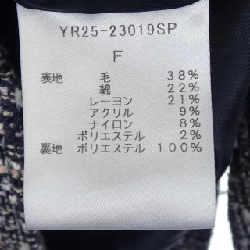 YR25-23019SP
F
表地 毛 38%
綿 22%
レーヨン 21%
アクリル 9%
ナイロン 8%
ポリエステル 2%
裏地 ポリエステル 100%